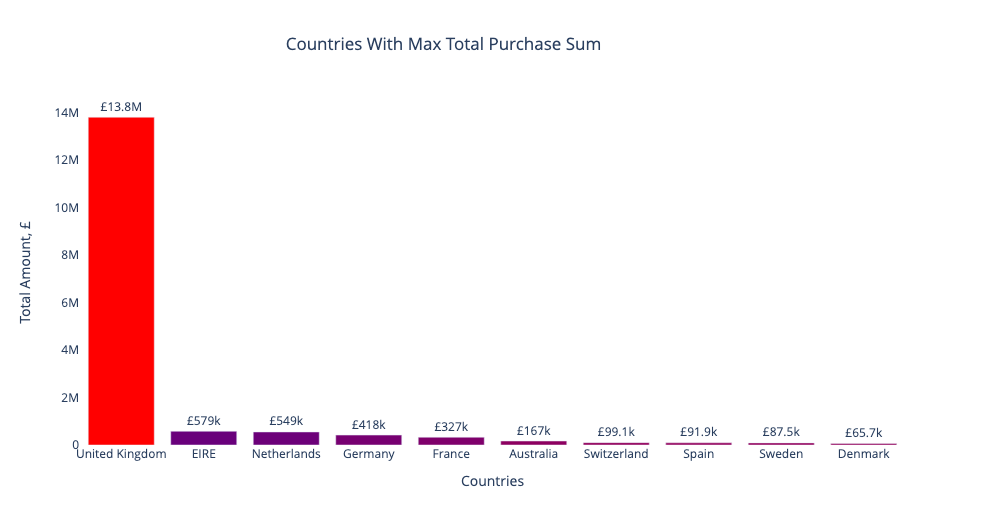 Countries With Max Total Purchase Sum
£13.8M
14M
12M
10M
8M
6M
4M
2M
0
Total Amount, £
£579k
£549k
£418k
£327k
£167k
£99.1k
£91.9k
£87.5k
£65.7k
United Kingdom
EIRE
Netherlands
Germany
France
Australia
Switzerland
Spain
Sweden
Denmark
Countries